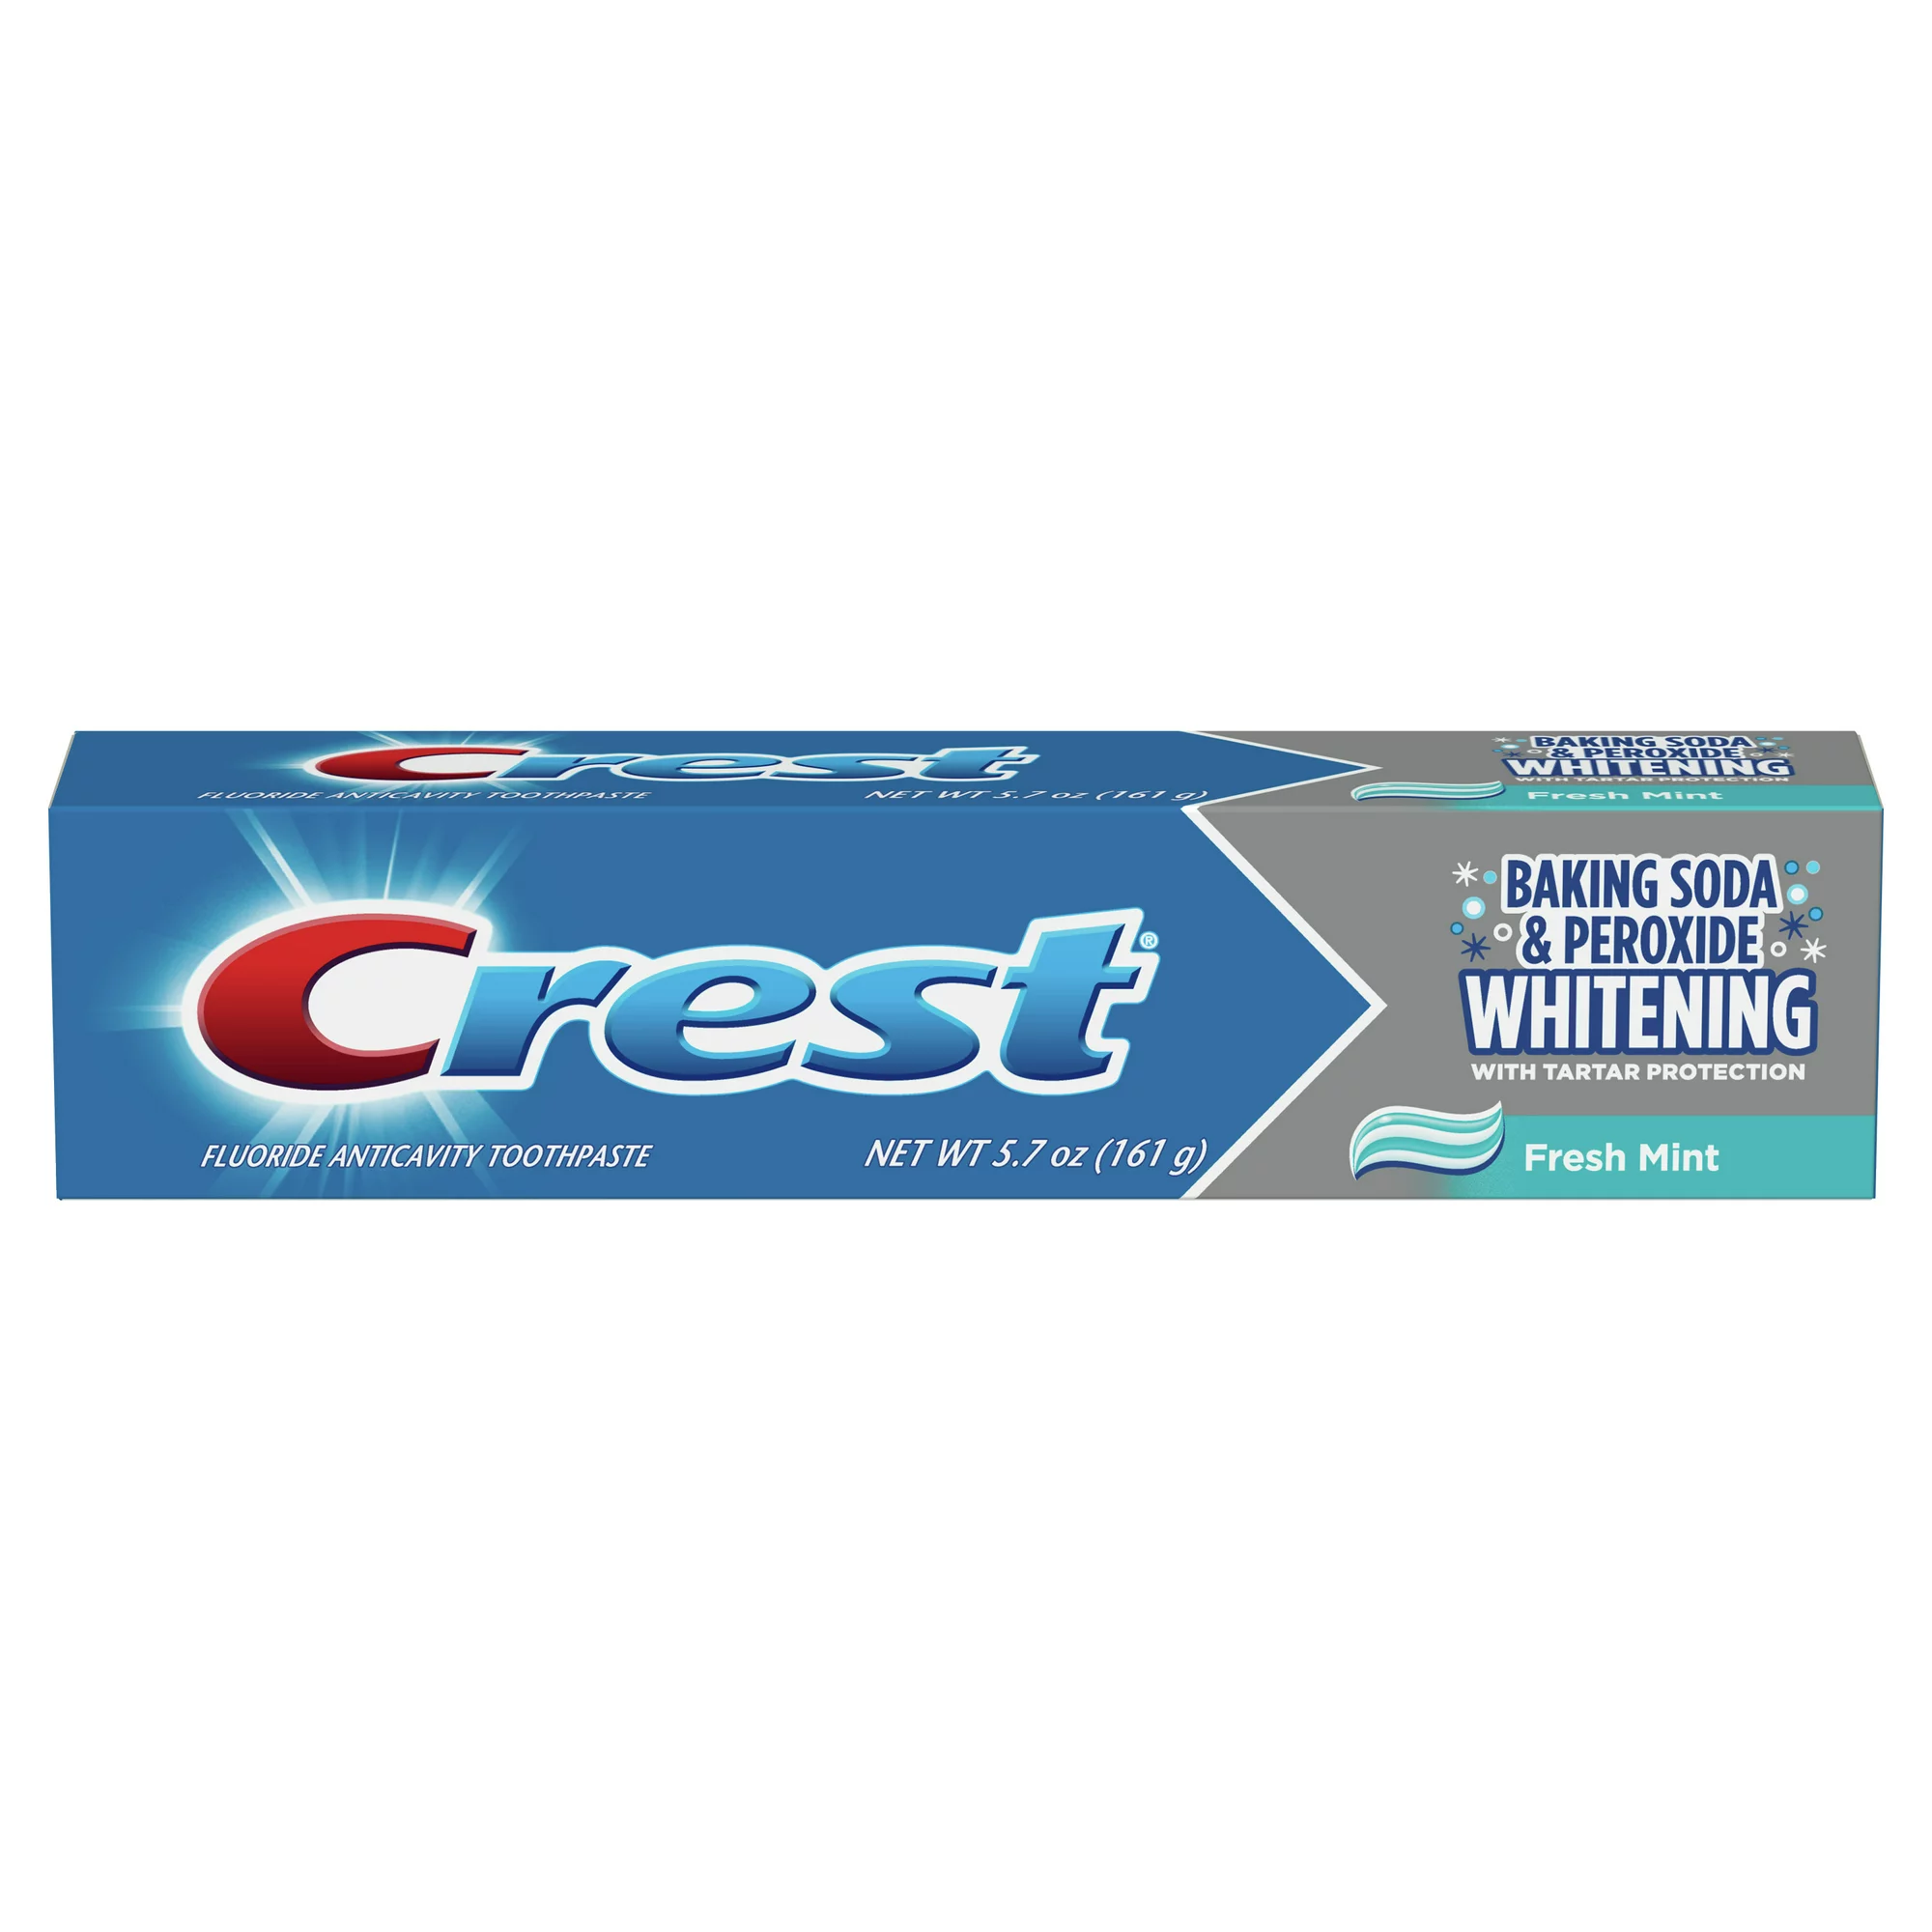 Crest
FLUORIDE ANTICAVITY TOOTHPASTE
NET WT 5.7 oz (161 g)
BAKING SODA
& PEROXIDE
WHITENING
WITH TARTAR PROTECTION
Fresh Mint
Crest®
FLUORIDE ANTICAVITY TOOTHPASTE
NET WT 5.7 oz (161 g)
BAKING SODA
& PEROXIDE
WHITENING
WITH TARTAR PROTECTION
Fresh Mint